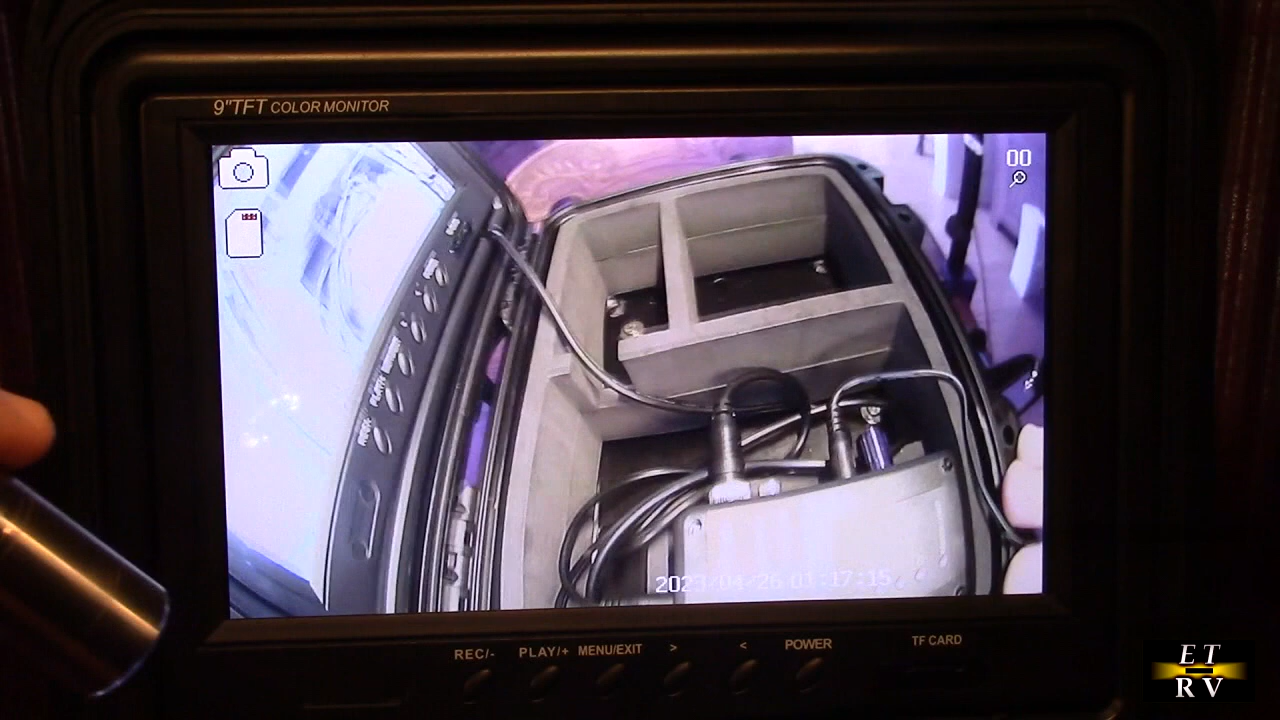 9"TFT COLOR MONITOR
00
2023/04/26 01:17:15
REC/- PLAY/+ MENU/EXIT > < POWER TF CARD
ET
RV